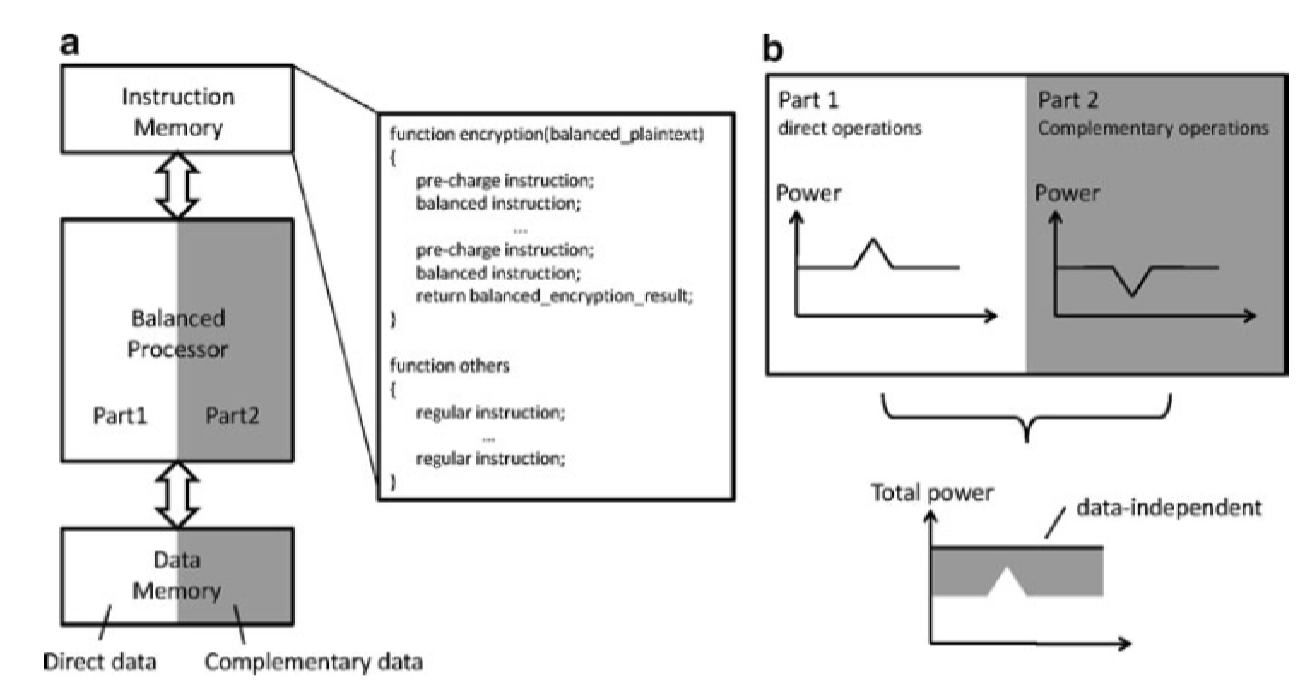 a
Instruction
Memory
function encryption(balanced_plaintext)
{
pre-charge instruction;
balanced instruction;
...
pre-charge instruction;
balanced instruction;
return balanced_encryption_result;
}
function others
{
regular instruction;
...
regular instruction;
}
Balanced
Processor
Part1 Part2
Data
Memory
Direct data Complementary data
b
Part 1
direct operations
Power
Part 2
Complementary operations
Power
Total power
data-independent